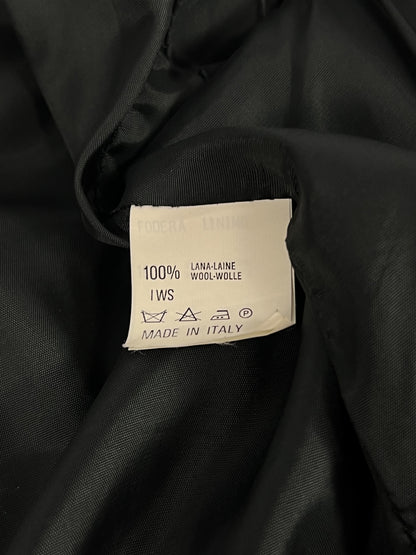 FODERA LINING
100% LANA-LAINE
WOOL-WOLLE
IWS
P
MADE IN ITALY